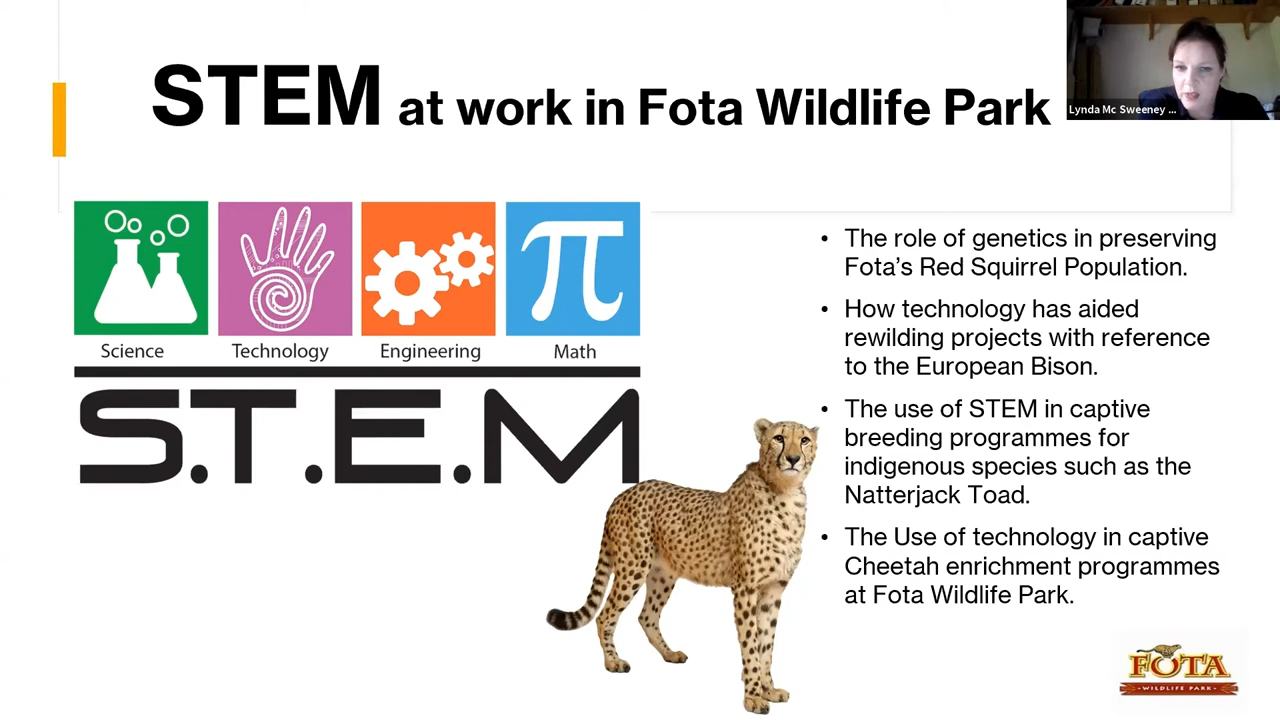 STEM at work in Fota Wildlife Park
Lynda Mc Sweeney ...
Science Technology Engineering Math
S.T.E.M
• The role of genetics in preserving
Fota’s Red Squirrel Population.
• How technology has aided
rewilding projects with reference
to the European Bison.
• The use of STEM in captive
breeding programmes for
indigenous species such as the
Natterjack Toad.
• The Use of technology in captive
Cheetah enrichment programmes
at Fota Wildlife Park.
FOTA
WILDLIFE PARK